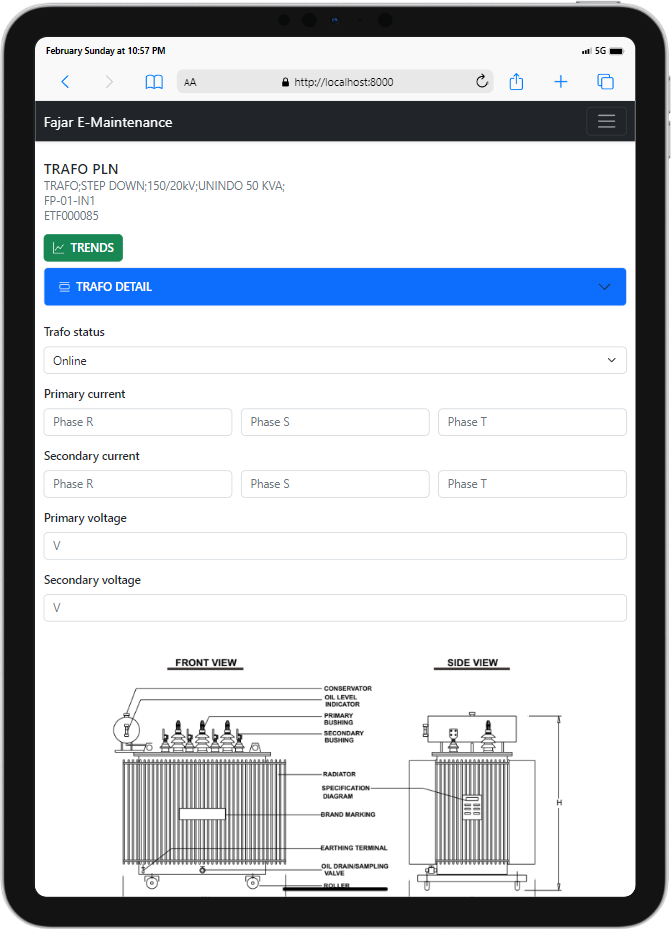 February Sunday at 10:57 PM
5G
AA
http://localhost:8000
Fajar E-Maintenance
TRAFO PLN
TRAFO;STEP DOWN;150/20kV;UNINDO 50 KVA;
FP-01-IN1
ETF000085
TRENDS
TRAFO DETAIL
Trafo status
Online
Primary current
Phase R
Phase S
Phase T
Secondary current
Phase R
Phase S
Phase T
Primary voltage
V
Secondary voltage
V
FRONT VIEW
SIDE VIEW
CONSERVATOR
OIL LEVEL
INDICATOR
PRIMARY
BUSHING
SECONDARY
BUSHING
RADIATOR
SPECIFICATION
DIAGRAM
BRAND MARKING
EARTHING TERMINAL
OIL DRAIN/SAMPLING
VALVE
ROLLER
H